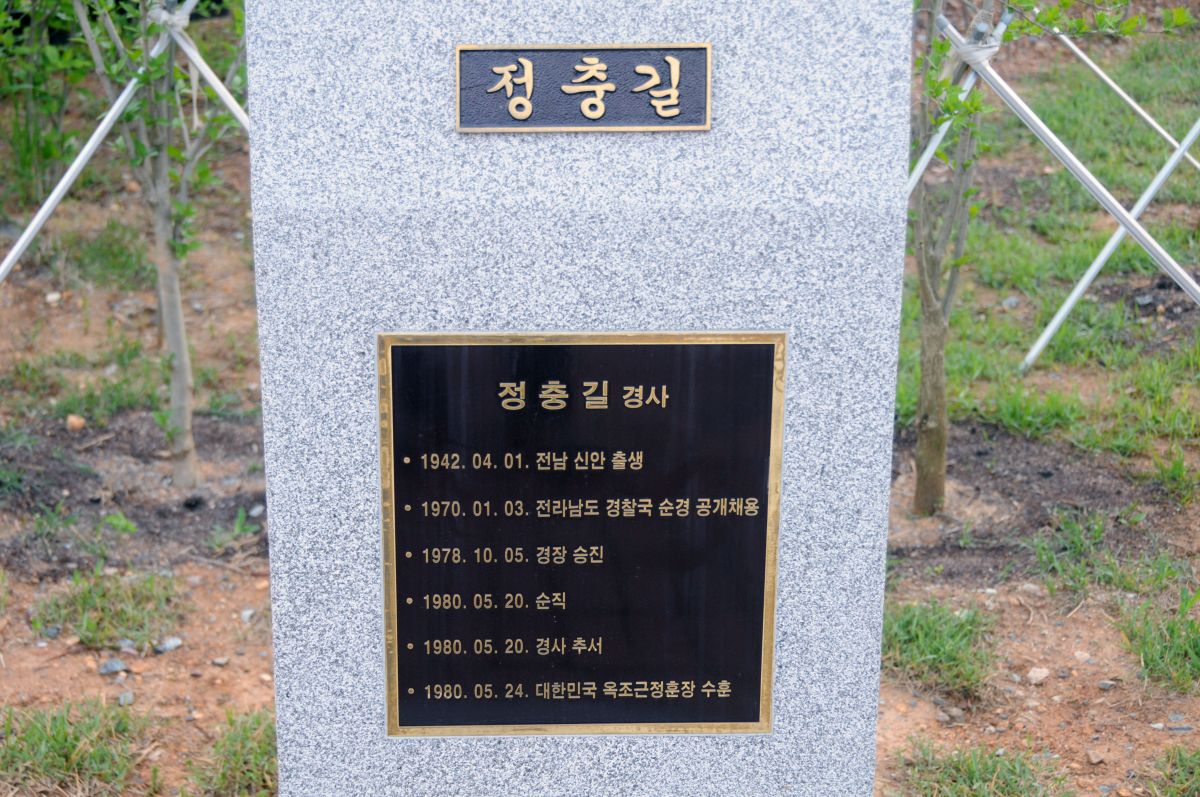 정충길
정충길 경사
• 1942. 04. 01. 전남 신안 출생
• 1970. 01. 03. 전라남도 경찰국 순경 공개채용
• 1978. 10. 05. 경장 승진
• 1980. 05. 20. 순직
• 1980. 05. 20. 경사 추서
• 1980. 05. 24. 대한민국 옥조근정훈장 수훈